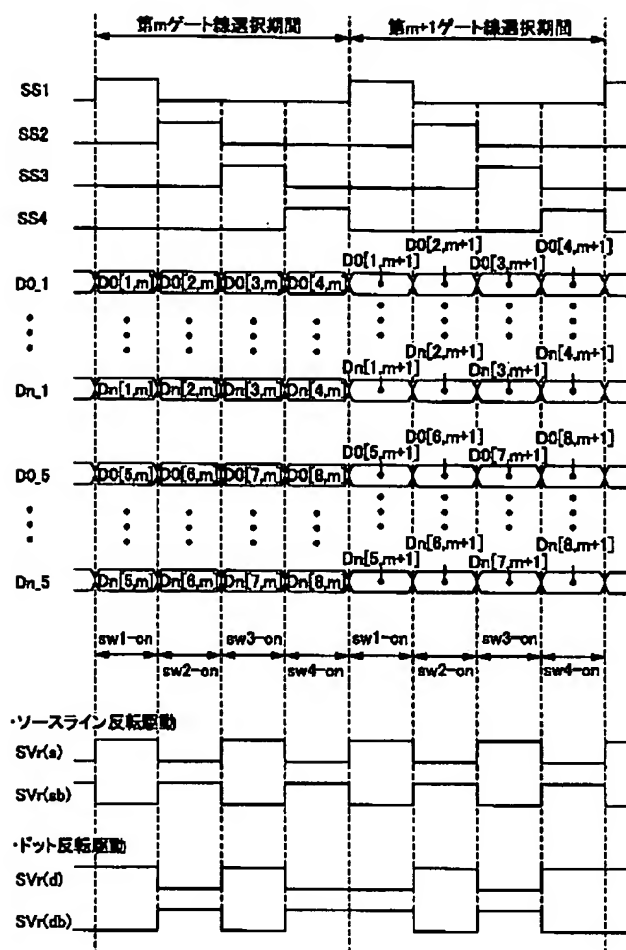 第mゲート線選択期間 第m+1ゲート線選択期間
SS1
SS2
SS3
SS4
D0[2,m+1] D0[4,m+1]
D0[1,m+1] D0[3,m+1]
D0_1 D0[1,m] D0[2,m] D0[3,m] D0[4,m]
Dn[2,m+1] Dn[4,m+1]
Dn[1,m+1] Dn[3,m+1]
Dn_1 Dn[1,m] Dn[2,m] Dn[3,m] Dn[4,m]
D0[6,m+1] D0[8,m+1]
D0[5,m+1] D0[7,m+1]
D0_5 D0[5,m] D0[6,m] D0[7,m] D0[8,m]
Dn[6,m+1] Dn[8,m+1]
Dn[5,m+1] Dn[7,m+1]
Dn_5 Dn[5,m] Dn[6,m] Dn[7,m] Dn[8,m]
sw1-on sw3-on sw1-on sw3-on
sw2-on sw4-on sw2-on sw4-on
・ソースライン反転駆動
SVr(s)
SVr(sb)
・ドット反転駆動
SVr(d)
SVr(db)